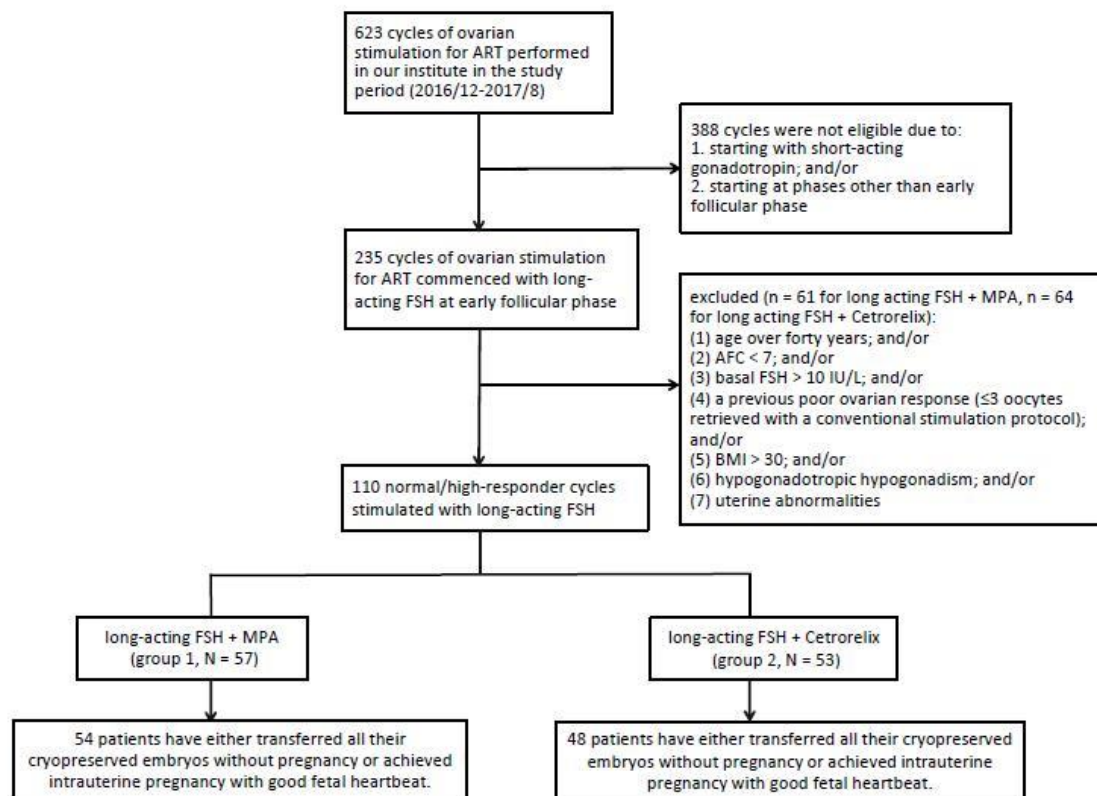 623 cycles of ovarian
stimulation for ART performed
in our institute in the study
period (2016/12-2017/8)
388 cycles were not eligible due to:
1. starting with short-acting
gonadotropin; and/or
2. starting at phases other than early
follicular phase
235 cycles of ovarian stimulation
for ART commenced with long-
acting FSH at early follicular phase
excluded (n = 61 for long acting FSH + MPA, n = 64
for long acting FSH + Cetrorelix):
(1) age over forty years; and/or
(2) AFC < 7; and/or
(3) basal FSH > 10 IU/L; and/or
(4) a previous poor ovarian response (≤3 oocytes
retrieved with a conventional stimulation protocol);
and/or
(5) BMI > 30; and/or
(6) hypogonadotropic hypogonadism; and/or
(7) uterine abnormalities
110 normal/high-responder cycles
stimulated with long-acting FSH
long-acting FSH + MPA
(group 1, N = 57)
long-acting FSH + Cetrorelix
(group 2, N = 53)
54 patients have either transferred all their
cryopreserved embryos without pregnancy or achieved
intrauterine pregnancy with good fetal heartbeat.
48 patients have either transferred all their cryopreserved
embryos without pregnancy or achieved intrauterine
pregnancy with good fetal heartbeat.